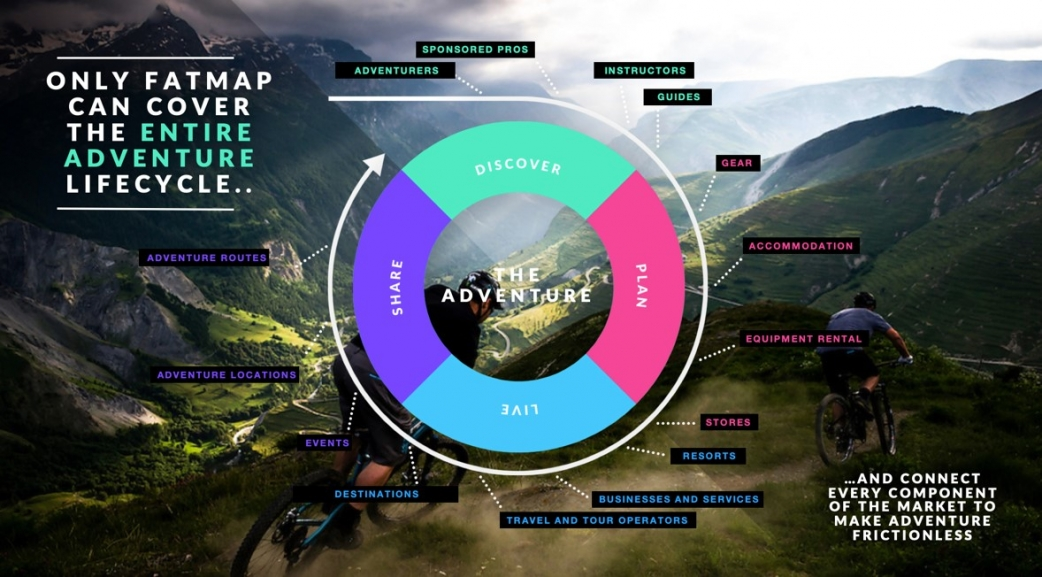 ONLY FATMAP
CAN COVER
THE ENTIRE
ADVENTURE
LIFECYCLE..
SPONSORED PROS
ADVENTURERS
INSTRUCTORS
GUIDES
GEAR
ACCOMMODATION
EQUIPMENT RENTAL
STORES
RESORTS
BUSINESSES AND SERVICES
TRAVEL AND TOUR OPERATORS
DESTINATIONS
EVENTS
ADVENTURE LOCATIONS
ADVENTURE ROUTES
DISCOVER
PLAN
LIVE
SHARE
THE
ADVENTURE
...AND CONNECT
EVERY COMPONENT
OF THE MARKET TO
MAKE ADVENTURE
FRICTIONLESS